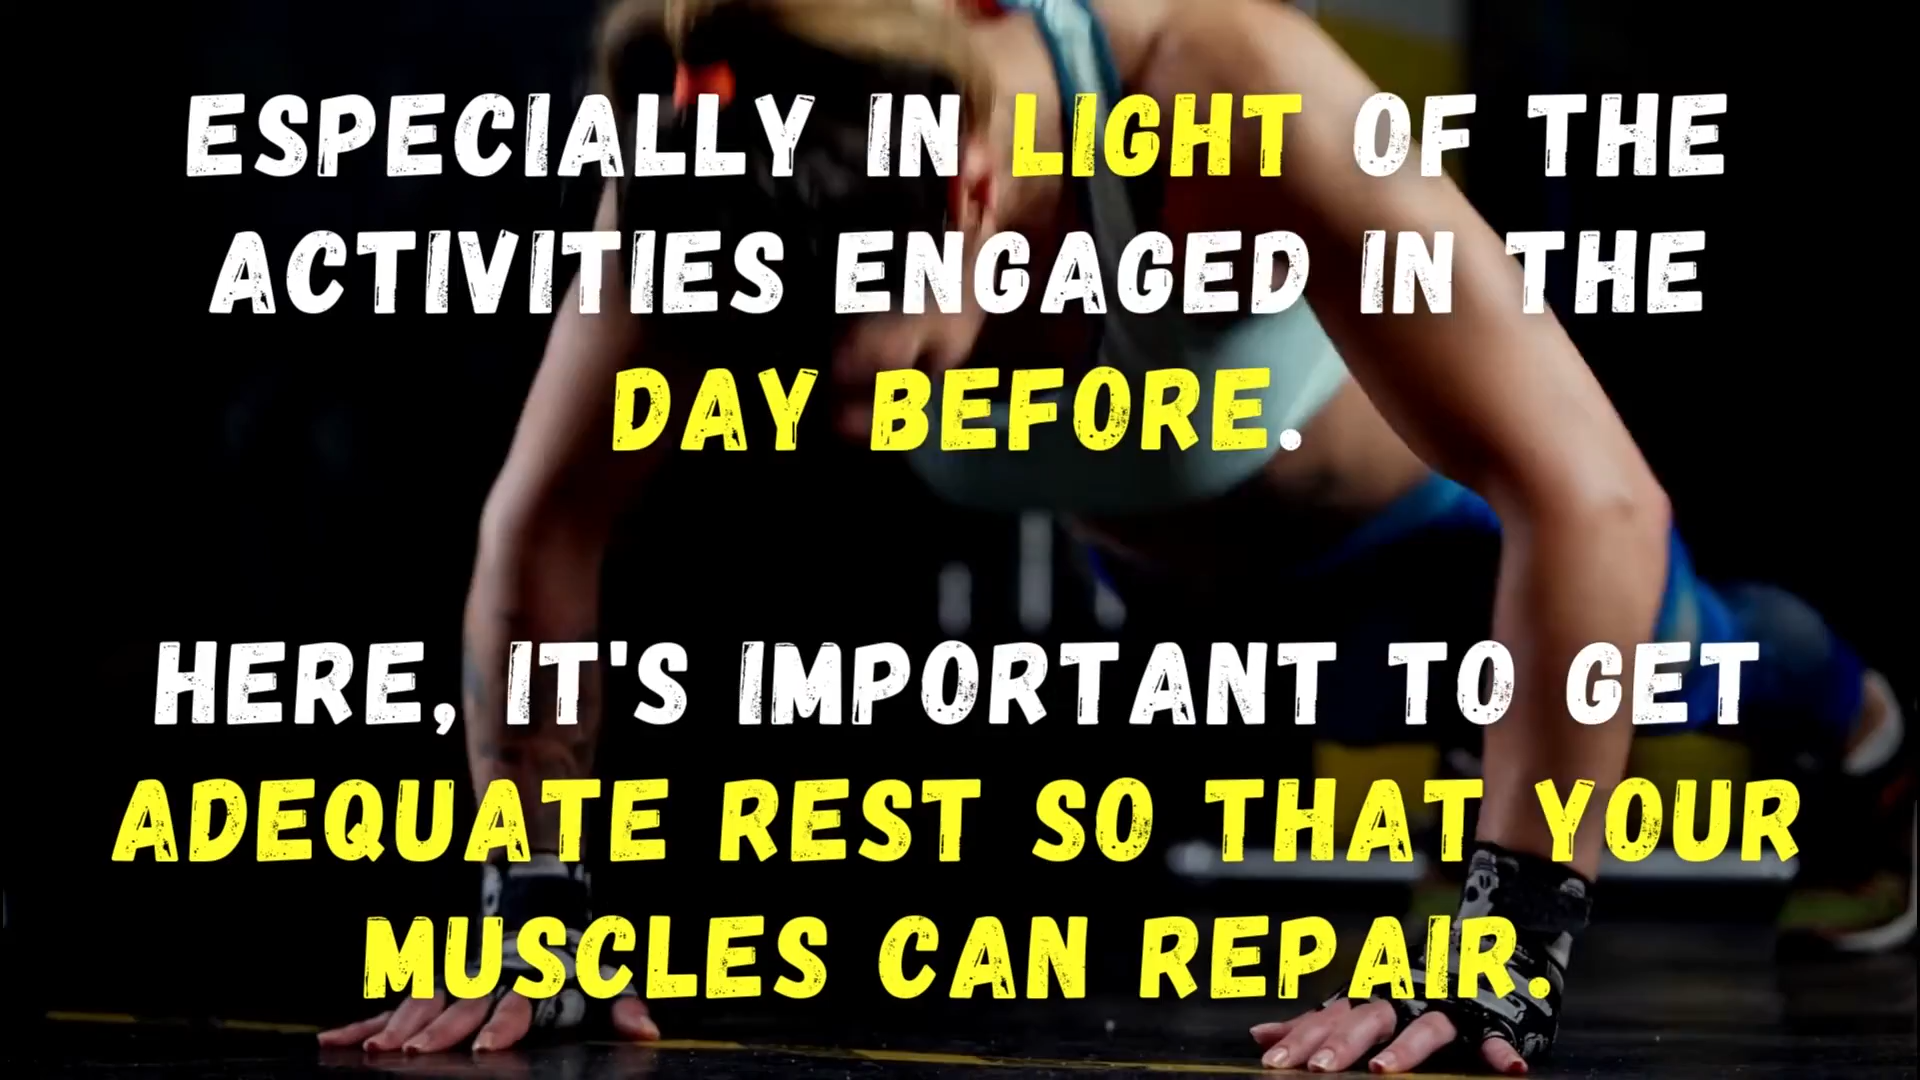 ESPECIALLY IN LIGHT OF THE
ACTIVITIES ENGAGED IN THE
DAY BEFORE.
HERE, IT'S IMPORTANT TO GET
ADEQUATE REST SO THAT YOUR
MUSCLES CAN REPAIR.